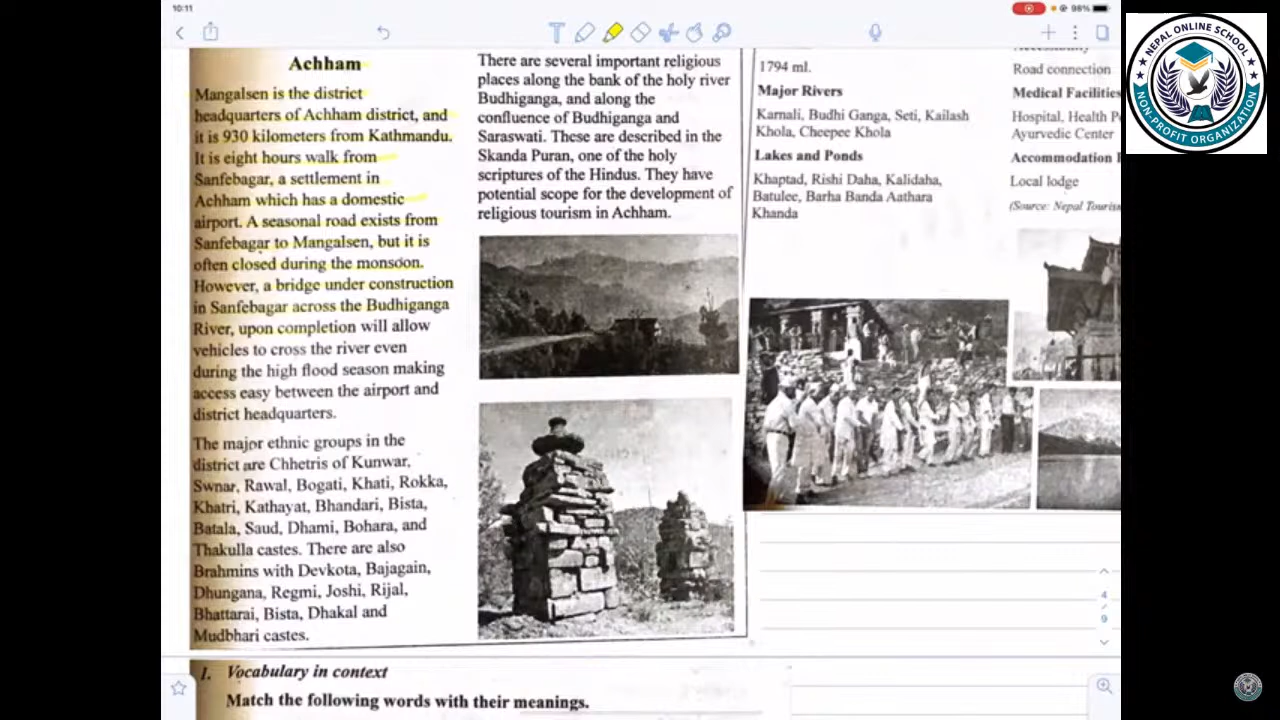 10:11
98%
T
Achham
Mangalsen is the district
headquarters of Achham district, and
it is 930 kilometers from Kathmandu.
It is eight hours walk from
Sanfebagar, a settlement in
Achham which has a domestic
airport. A seasonal road exists from
Sanfebagar to Mangalsen, but it is
often closed during the monsoon.
However, a bridge under construction
in Sanfebagar across the Budhiganga
River, upon completion will allow
vehicles to cross the river even
during the high flood season making
access easy between the airport and
district headquarters.
The major ethnic groups in the
district are Chhetris of Kunwar,
Swnar, Rawal, Bogati, Khati, Rokka,
Khatri, Kathayat, Bhandari, Bista,
Batala, Saud, Dhami, Bohara, and
Thakulla castes. There are also
Brahmins with Devkota, Bajagain,
Dhungana, Regmi, Joshi, Rijal,
Bhattarai, Bista, Dhakal and
Mudbhari castes.
There are several important religious
places along the bank of the holy river
Budhiganga, and along the
confluence of Budhiganga and
Saraswati. These are described in the
Skanda Puran, one of the holy
scriptures of the Hindus. They have
potential scope for the development of
religious tourism in Achham.
1794 ml.
Major Rivers
Karnali, Budhi Ganga, Seti, Kailash
Khola, Cheepee Khola
Lakes and Ponds
Khaptad, Rishi Daha, Kalidaha,
Batulee, Barha Banda Aathara
Khanda
Road connection
Medical Facilities
Hospital, Health
Ayurvedic Center
Accommodation
Local lodge
(Source: Nepal
I. Vocabulary in context
Match the following words with their meanings.
4
/
9
NEPAL ONLINE SCHOOL
NON-PROFIT ORGANIZATION